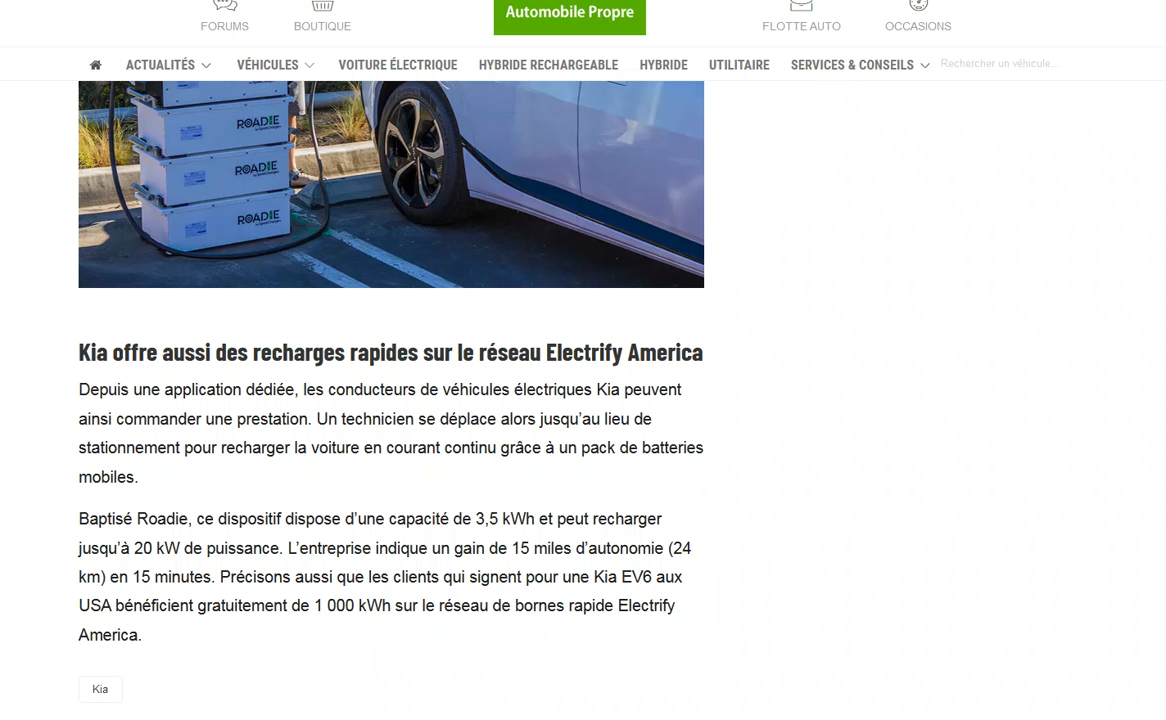 FORUMS
BOUTIQUE
Automobile Propre
FLOTTE AUTO
OCCASIONS
ACTUALITÉS
VÉHICULES
VOITURE ÉLECTRIQUE
HYBRIDE RECHARGEABLE
HYBRIDE
UTILITAIRE
SERVICES & CONSEILS
Rechercher un véhicule...
ROADIE
ROADIE
ROADIE
Kia offre aussi des recharges rapides sur le réseau Electrify America
Depuis une application dédiée, les conducteurs de véhicules électriques Kia peuvent
ainsi commander une prestation. Un technicien se déplace alors jusqu’au lieu de
stationnement pour recharger la voiture en courant continu grâce à un pack de batteries
mobiles.
Baptisé Roadie, ce dispositif dispose d’une capacité de 3,5 kWh et peut recharger
jusqu’à 20 kW de puissance. L’entreprise indique un gain de 15 miles d’autonomie (24
km) en 15 minutes. Précisons aussi que les clients qui signent pour une Kia EV6 aux
USA bénéficient gratuitement de 1 000 kWh sur le réseau de bornes rapide Electrify
America.
Kia